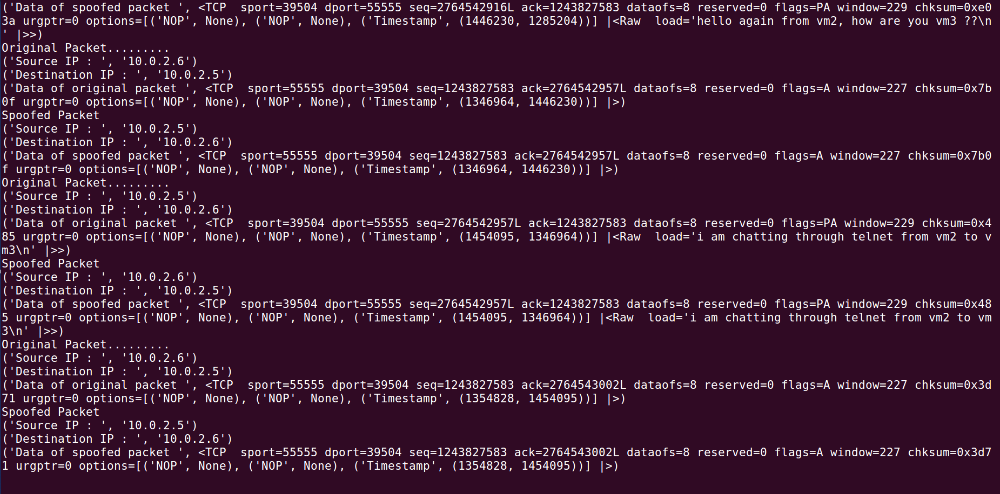 ('Data of spoofed packet ', <TCP  sport=39504 dport=55555 seq=2764542916L ack=1243827583 dataofs=8 reserved=0 flags=PA window=229 chksum=0xe0
3a urgptr=0 options=[('NOP', None), ('NOP', None), ('Timestamp', (1446230, 1285204))] |<Raw  load='hello again from vm2, how are you vm3 ??\n
' |>>)
Original Packet.........
('Source IP : ', '10.0.2.6')
('Destination IP : ', '10.0.2.5')
('Data of original packet ', <TCP  sport=55555 dport=39504 seq=1243827583 ack=2764542957L dataofs=8 reserved=0 flags=A window=227 chksum=0x7b
0f urgptr=0 options=[('NOP', None), ('NOP', None), ('Timestamp', (1346964, 1446230))] |>)
Spoofed Packet
('Source IP : ', '10.0.2.5')
('Destination IP : ', '10.0.2.6')
('Data of spoofed packet ', <TCP  sport=55555 dport=39504 seq=1243827583 ack=2764542957L dataofs=8 reserved=0 flags=A window=227 chksum=0x7b0
f urgptr=0 options=[('NOP', None), ('NOP', None), ('Timestamp', (1346964, 1446230))] |>)
Original Packet.........
('Source IP : ', '10.0.2.5')
('Destination IP : ', '10.0.2.6')
('Data of original packet ', <TCP  sport=39504 dport=55555 seq=2764542957L ack=1243827583 dataofs=8 reserved=0 flags=PA window=229 chksum=0x4
85 urgptr=0 options=[('NOP', None), ('NOP', None), ('Timestamp', (1454095, 1346964))] |<Raw  load='i am chatting through telnet from vm2 to v
m3\n' |>>)
Spoofed Packet
('Source IP : ', '10.0.2.6')
('Destination IP : ', '10.0.2.5')
('Data of spoofed packet ', <TCP  sport=39504 dport=55555 seq=2764542957L ack=1243827583 dataofs=8 reserved=0 flags=PA window=229 chksum=0x48
5 urgptr=0 options=[('NOP', None), ('NOP', None), ('Timestamp', (1454095, 1346964))] |<Raw  load='i am chatting through telnet from vm2 to vm
3\n' |>>)
Original Packet.........
('Source IP : ', '10.0.2.6')
('Destination IP : ', '10.0.2.5')
('Data of original packet ', <TCP  sport=55555 dport=39504 seq=1243827583 ack=2764543002L dataofs=8 reserved=0 flags=A window=227 chksum=0x3d
71 urgptr=0 options=[('NOP', None), ('NOP', None), ('Timestamp', (1354828, 1454095))] |>)
Spoofed Packet
('Source IP : ', '10.0.2.5')
('Destination IP : ', '10.0.2.6')
('Data of spoofed packet ', <TCP  sport=55555 dport=39504 seq=1243827583 ack=2764543002L dataofs=8 reserved=0 flags=A window=227 chksum=0x3d7
1 urgptr=0 options=[('NOP', None), ('NOP', None), ('Timestamp', (1354828, 1454095))] |>)